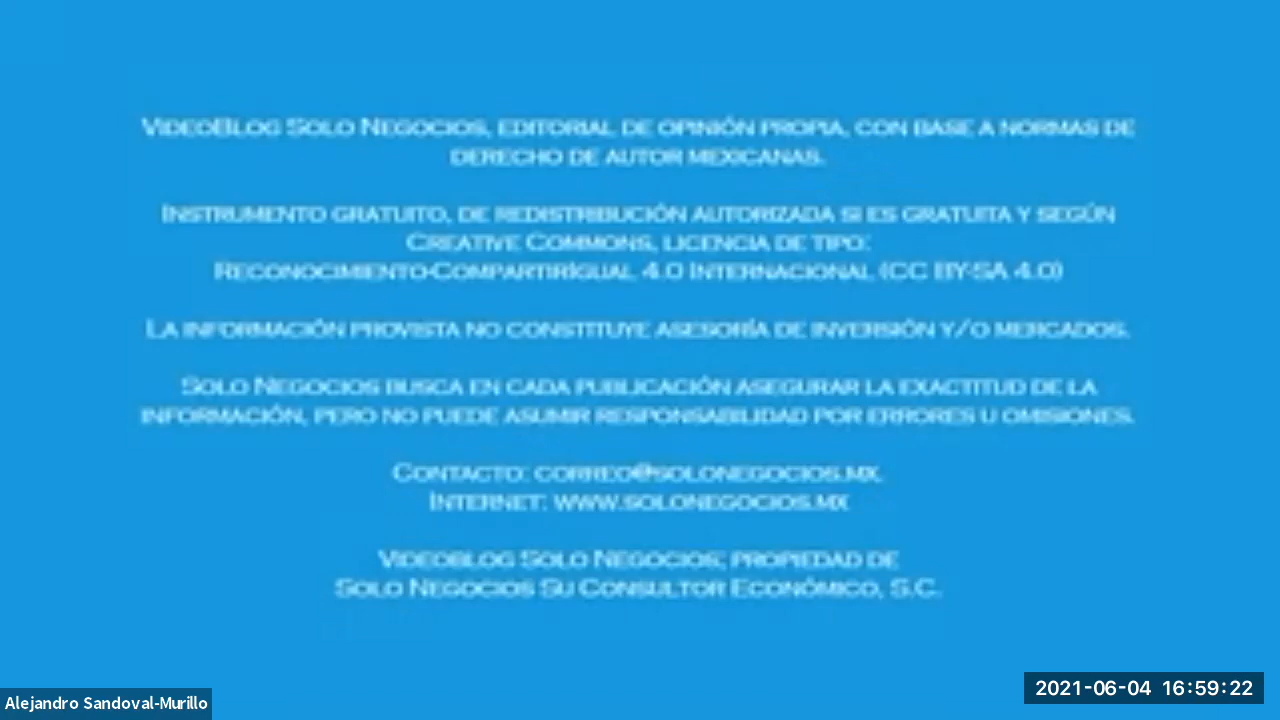 VideoBlog Solo Negocios, editorial de opinión propia, con base a normas de
derecho de autor mexicanas.
Instrumento gratuito, de redistribución autorizada si es gratuita y según
Creative Commons, licencia de tipo:
Reconocimiento-CompartirIgual 4.0 Internacional (CC BY-SA 4.0)
La información provista no constituye asesoría de inversión y/o mercados.
Solo Negocios busca en cada publicación asegurar la exactitud de la
información, pero no puede asumir responsabilidad por errores u omisiones.
Contacto: correo@solonegocios.mx.
Internet: www.solonegocios.mx
Videoblog Solo Negocios; propiedad de
Solo Negocios Su Consultor Económico, S.C.
Alejandro Sandoval-Murillo
2021-06-04 16:59:22